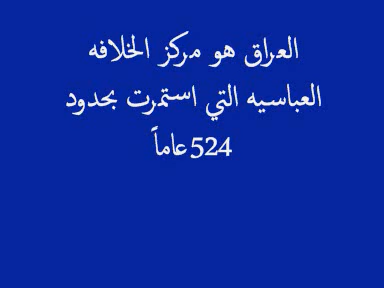 العراق هو مركز الخلافه
العباسيه التي استمرت بحدود
524 عاماً